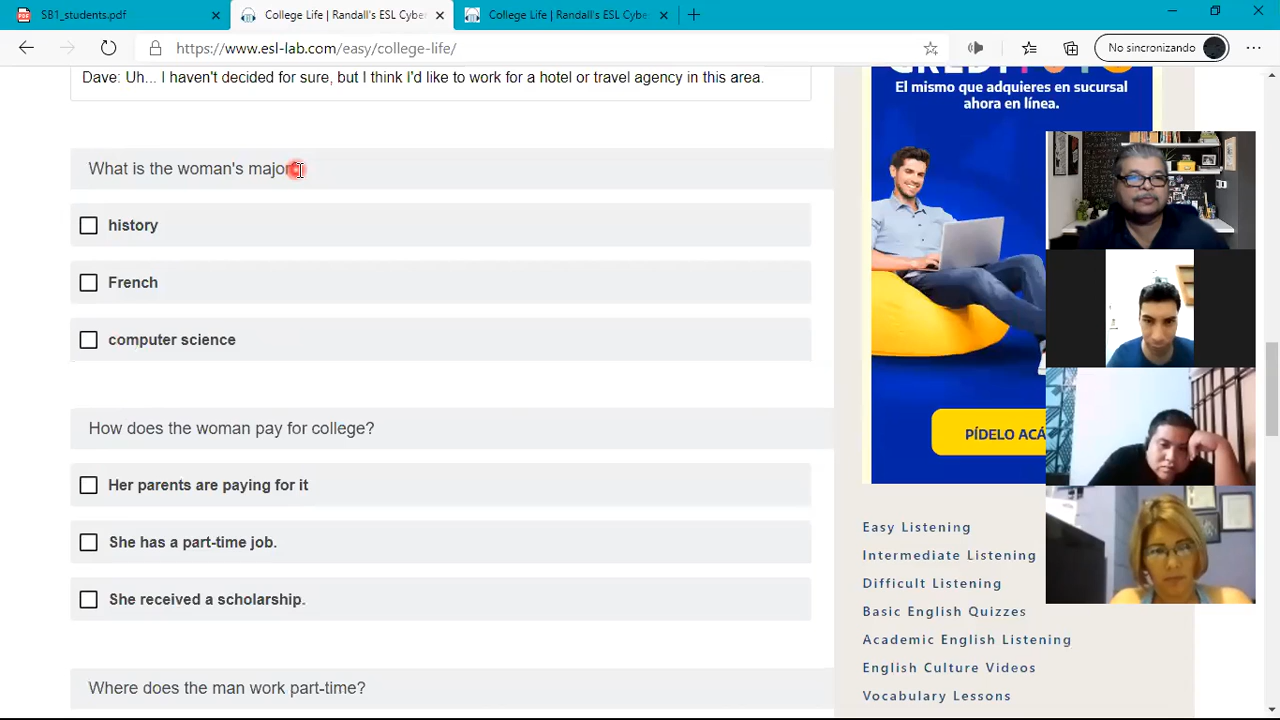 SB1_students.pdf
College Life | Randall's ESL Cyber
College Life | Randall's ESL Cybe
https://www.esl-lab.com/easy/college-life/
No sincronizando
Dave: Uh... I haven't decided for sure, but I think I'd like to work for a hotel or travel agency in this area.
What is the woman's major
history
French
computer science
How does the woman pay for college?
Her parents are paying for it
She has a part-time job.
She received a scholarship.
Where does the man work part-time?
El mismo que adquieres en sucursal
ahora en línea.
PÍDELO ACÁ
Easy Listening
Intermediate Listening
Difficult Listening
Basic English Quizzes
Academic English Listening
English Culture Videos
Vocabulary Lessons